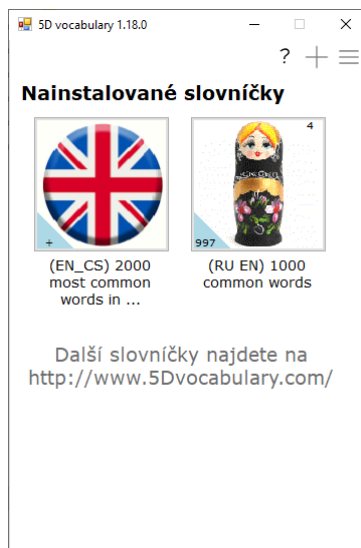 5D vocabulary 1.18.0
?
Nainstalované slovníčky
4
+
997
(EN_CS) 2000
most common
words in ...
(RU EN) 1000
common words
Další slovníčky najdete na
http://www.5Dvocabulary.com/